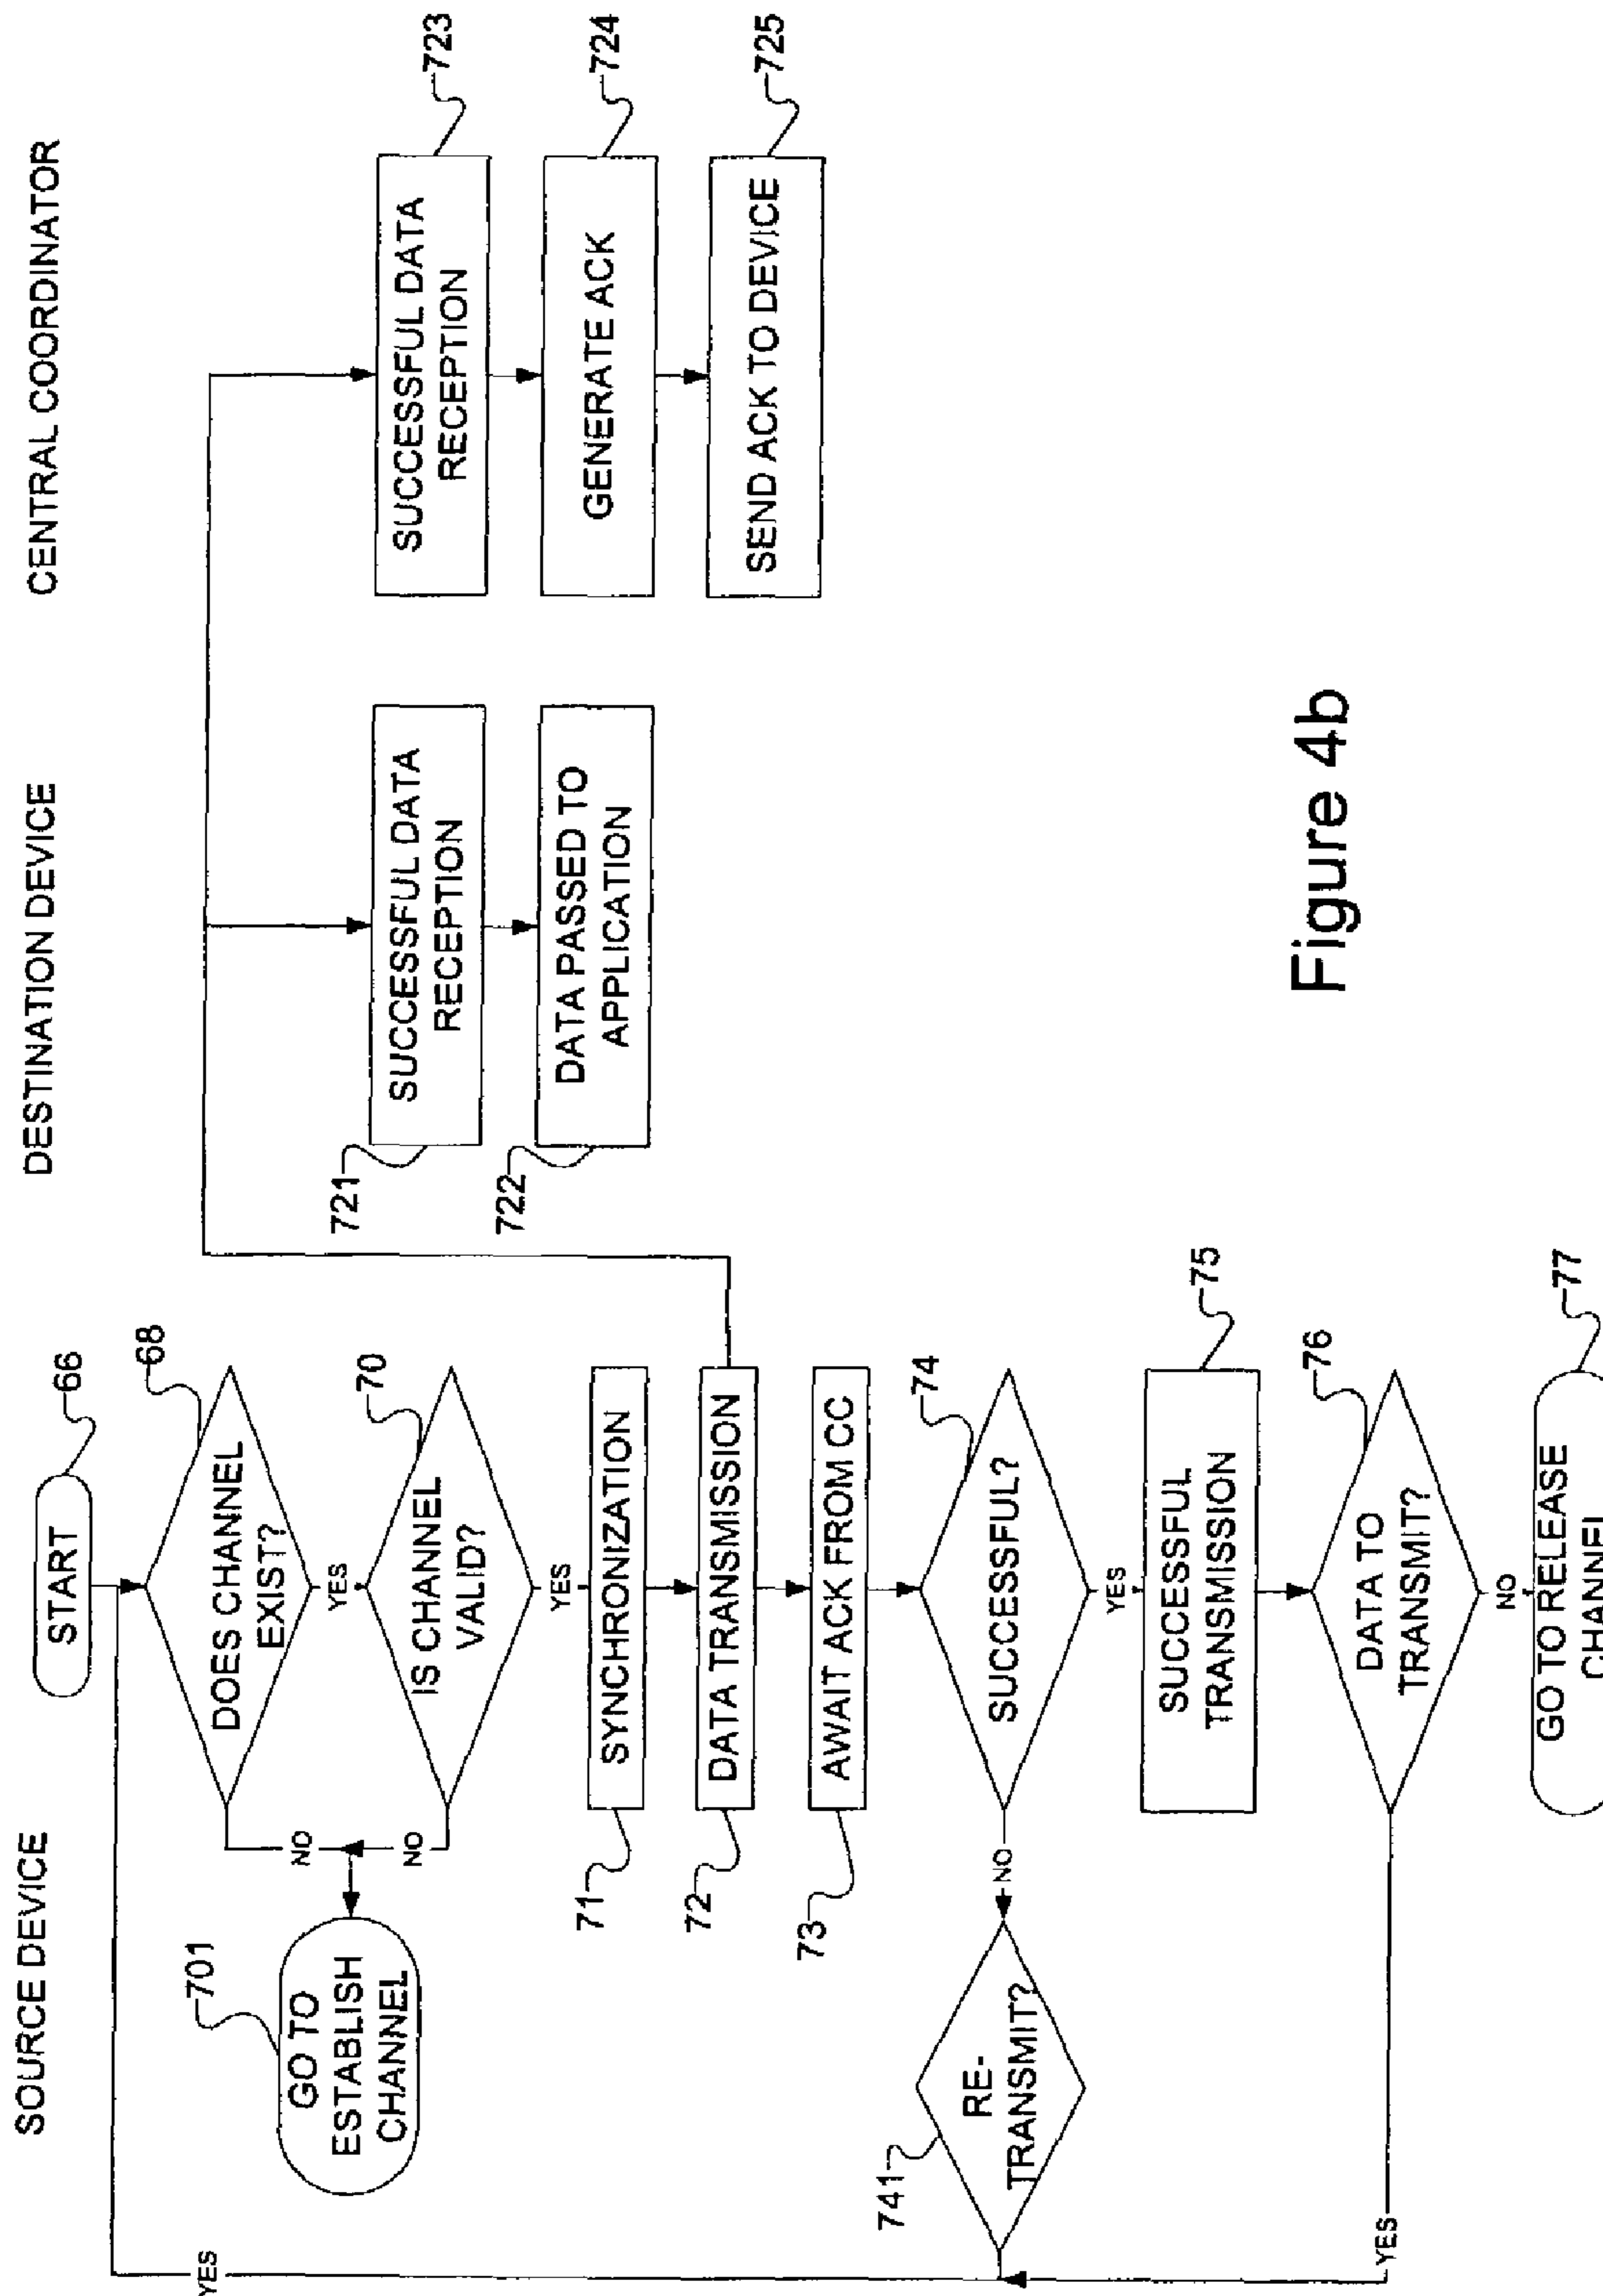 SOURCE DEVICE
DESTINATION DEVICE
CENTRAL COORDINATOR
START
66
DOES CHANNEL
EXIST?
68
YES
NO
IS CHANNEL
VALID?
70
YES
NO
701
GO TO
ESTABLISH
CHANNEL
SYNCHRONIZATION
71
DATA TRANSMISSION
72
AWAIT ACK FROM CC
73
SUCCESSFUL?
74
NO
YES
RE-
TRANSMIT?
741
YES
SUCCESSFUL
TRANSMISSION
75
DATA TO
TRANSMIT?
76
YES
NO
GO TO RELEASE
CHANNEL
77
SUCCESSFUL DATA
RECEPTION
721
DATA PASSED TO
APPLICATION
722
SUCCESSFUL DATA
RECEPTION
723
GENERATE ACK
724
SEND ACK TO DEVICE
725
Figure 4b